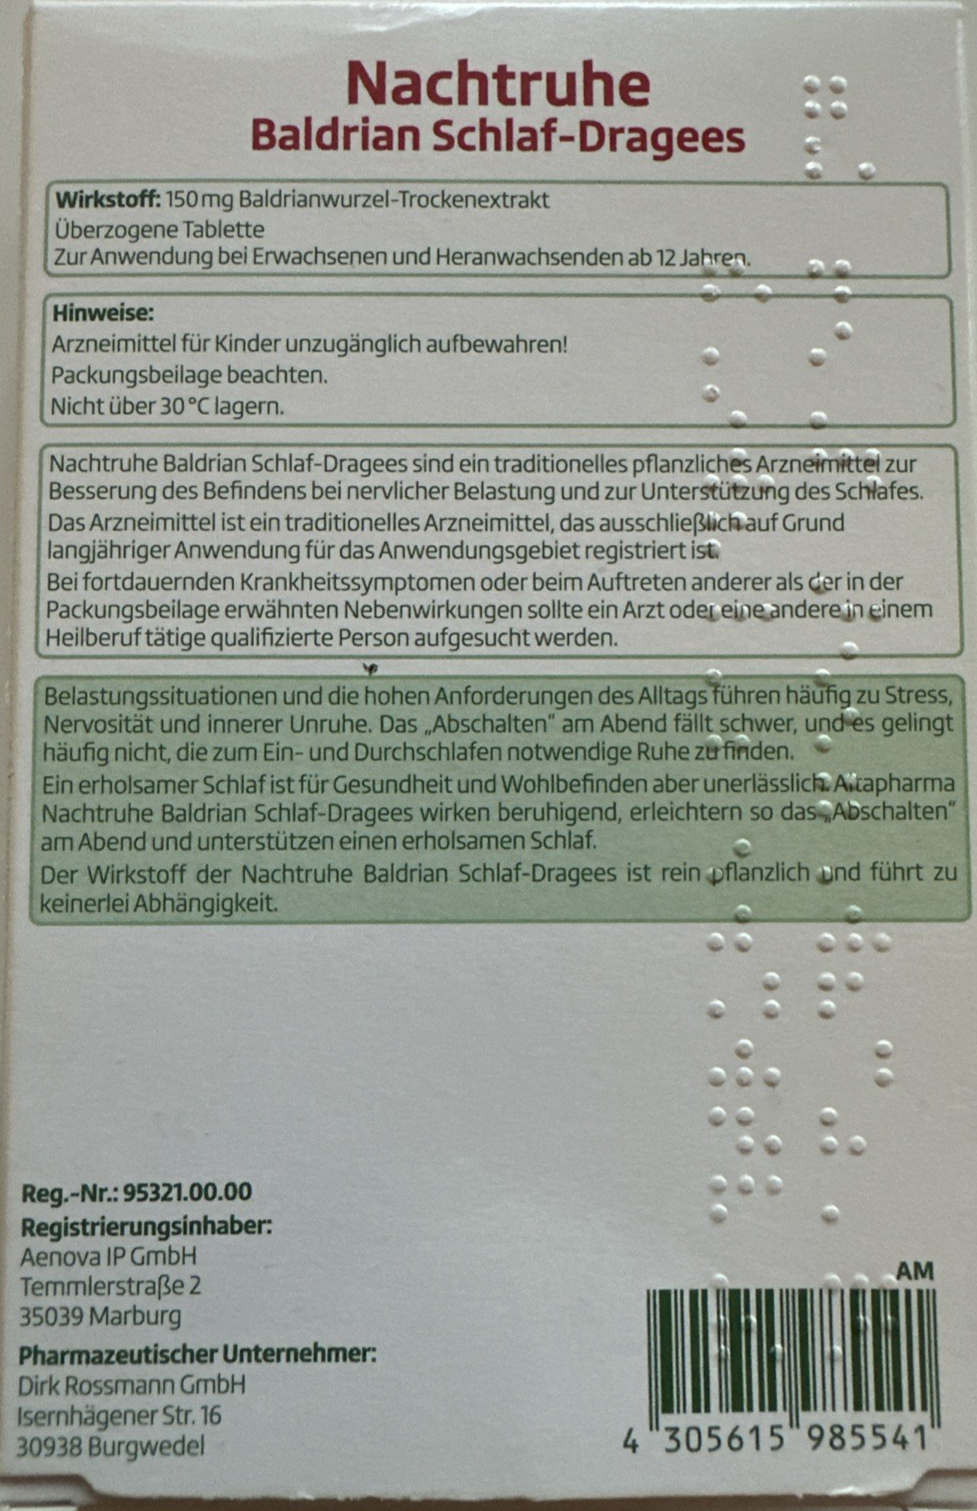 Nachtruhe
Baldrian Schlaf-Dragees
Wirkstoff: 150 mg Baldrianwurzel-Trockenextrakt
Überzogene Tablette
Zur Anwendung bei Erwachsenen und Heranwachsenden ab 12 Jahren.
Hinweise:
Arzneimittel für Kinder unzugänglich aufbewahren!
Packungsbeilage beachten.
Nicht über 30 °C lagern.
Nachtruhe Baldrian Schlaf-Dragees sind ein traditionelles pflanzliches Arzneimittel zur
Besserung des Befindens bei nervlicher Belastung und zur Unterstützung des Schlafes.
Das Arzneimittel ist ein traditionelles Arzneimittel, das ausschließlich auf Grund
langjähriger Anwendung für das Anwendungsgebiet registriert ist.
Bei fortdauernden Krankheitssymptomen oder beim Auftreten anderer als der in der
Packungsbeilage erwähnten Nebenwirkungen sollte ein Arzt oder eine andere in einem
Heilberuf tätige qualifizierte Person aufgesucht werden.
Belastungssituationen und die hohen Anforderungen des Alltags führen häufig zu Stress,
Nervosität und innerer Unruhe. Das „Abschalten“ am Abend fällt schwer, und es gelingt
häufig nicht, die zum Ein- und Durchschlafen notwendige Ruhe zu finden.
Ein erholsamer Schlaf ist für Gesundheit und Wohlbefinden aber unerlässlich. Altapharma
Nachtruhe Baldrian Schlaf-Dragees wirken beruhigend, erleichtern so das „Abschalten“
am Abend und unterstützen einen erholsamen Schlaf.
Der Wirkstoff der Nachtruhe Baldrian Schlaf-Dragees ist rein pflanzlich und führt zu
keinerlei Abhängigkeit.
Reg.-Nr.: 95321.00.00
Registrierungsinhaber:
Aenova IP GmbH
Temmlerstraße 2
35039 Marburg
Pharmazeutischer Unternehmer:
Dirk Rossmann GmbH
Isernhägener Str. 16
30938 Burgwedel
AM
4 305615 985541